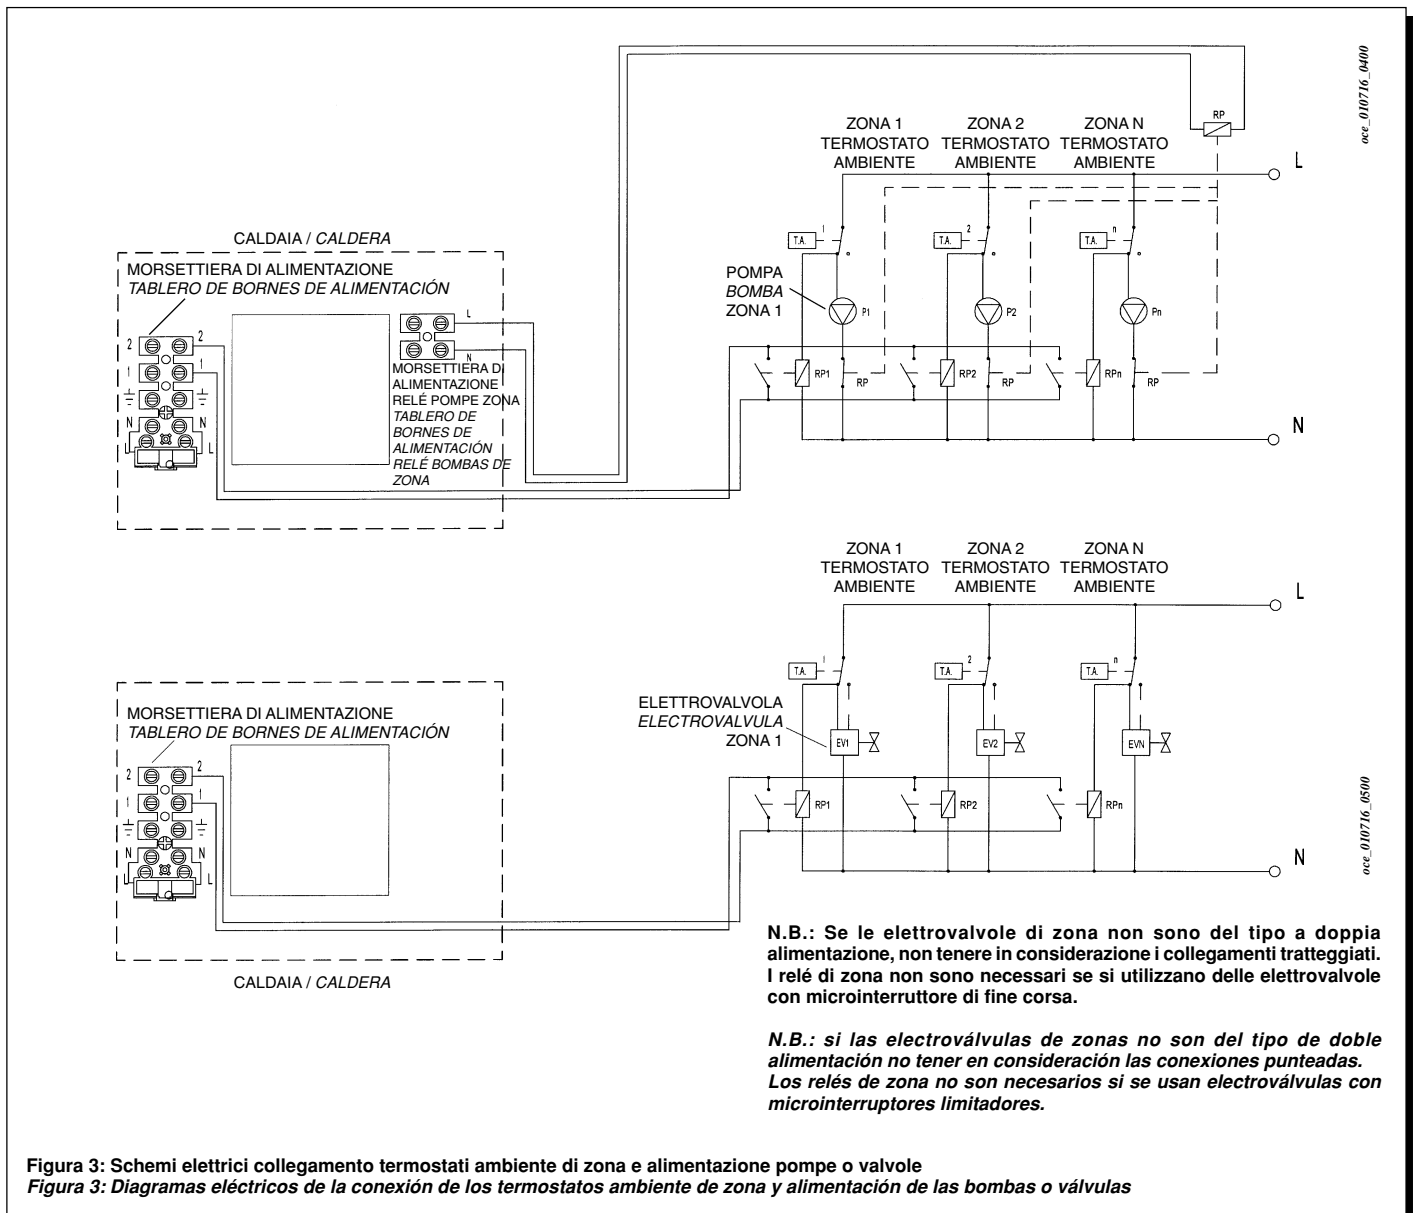 oce_010716_0400
RP
ZONA 1
TERMOSTATO
AMBIENTE
ZONA 2
TERMOSTATO
AMBIENTE
ZONA N
TERMOSTATO
AMBIENTE
L
1
T.A.
2
T.A.
n
T.A.
CALDAIA / CALDERA
MORSETTIERA DI ALIMENTAZIONE
TABLERO DE BORNES DE ALIMENTACIÓN
POMPA
BOMBA
ZONA 1
P1
P2
Pn
2
2
1
1
N
N
L
L
L
N
MORSETTIERA DI
ALIMENTAZIONE
RELÉ POMPE ZONA
TABLERO DE
BORNES DE
ALIMENTACIÓN
RELÉ BOMBAS DE
ZONA
RP1
RP
RP2
RP
RPn
RP
N
ZONA 1
TERMOSTATO
AMBIENTE
ZONA 2
TERMOSTATO
AMBIENTE
ZONA N
TERMOSTATO
AMBIENTE
L
1
T.A.
2
T.A.
n
T.A.
MORSETTIERA DI ALIMENTAZIONE
TABLERO DE BORNES DE ALIMENTACIÓN
ELETTROVALVOLA
ELECTROVALVULA
ZONA 1
EV1
EV2
EVN
2
2
1
1
N
N
L
L
RP1
RP2
RPn
N
oce_010716_0500
CALDAIA / CALDERA
N.B.: Se le elettrovalvole di zona non sono del tipo a doppia
alimentazione, non tenere in considerazione i collegamenti tratteggiati.
I relé di zona non sono necessari se si utilizzano delle elettrovalvole
con microinterruttore di fine corsa.
N.B.: si las electroválvulas de zonas no son del tipo de doble
alimentación no tener en consideración las conexiones punteadas.
Los relés de zona no son necesarios si se usan electroválvulas con
microinterruptores limitadores.
Figura 3: Schemi elettrici collegamento termostati ambiente di zona e alimentazione pompe o valvole
Figura 3: Diagramas eléctricos de la conexión de los termostatos ambiente de zona y alimentación de las bombas o válvulas